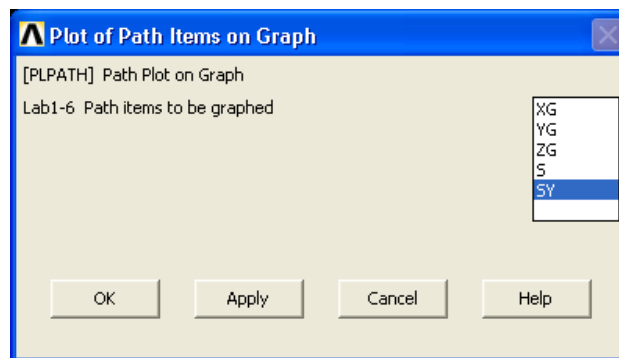 Plot of Path Items on Graph
[PLPATH] Path Plot on Graph
Lab1-6 Path items to be graphed
XG
YG
ZG
S
SY
OK
Apply
Cancel
Help